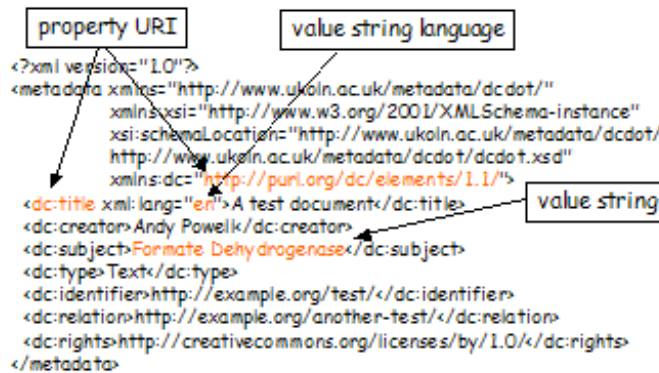 property URI
value string language
<?xml version="1.0"?>
<metadata xmlns="http://www.ukoln.ac.uk/metadata/dcdot/"
xmlns:xsi="http://www.w3.org/2001/XMLSchema-instance"
xsi:schemaLocation="http://www.ukoln.ac.uk/metadata/dcdot/
http://www.ukoln.ac.uk/metadata/dcdot/dcdot.xsd"
xmlns:dc="http://purl.org/dc/elements/1.1/">
<dc:title xml:lang="en">A test document</dc:title>
value string
<dc:creator>Andy Powell</dc:creator>
<dc:subject>Formate Dehydrogenase</dc:subject>
<dc:type>Text</dc:type>
<dc:identifier>http://example.org/test/</dc:identifier>
<dc:relation>http://example.org/another-test/</dc:relation>
<dc:rights>http://creativecommons.org/licenses/by/1.0/</dc:rights>
</metadata>